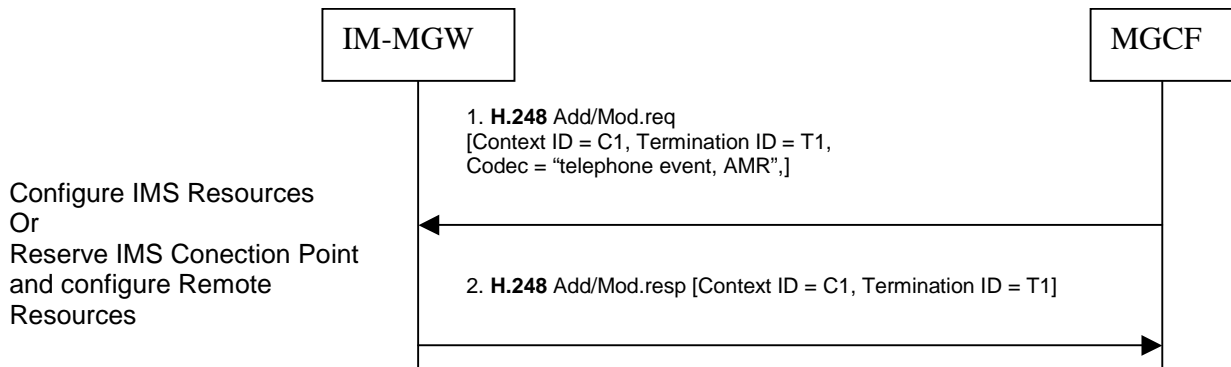 IM-MGW
MGCF
1. H.248 Add/Mod.req
[Context ID = C1, Termination ID = T1,
Codec = “telephone event, AMR”,]
Configure IMS Resources
Or
Reserve IMS Conection Point
and configure Remote
Resources
2. H.248 Add/Mod.resp [Context ID = C1, Termination ID = T1]